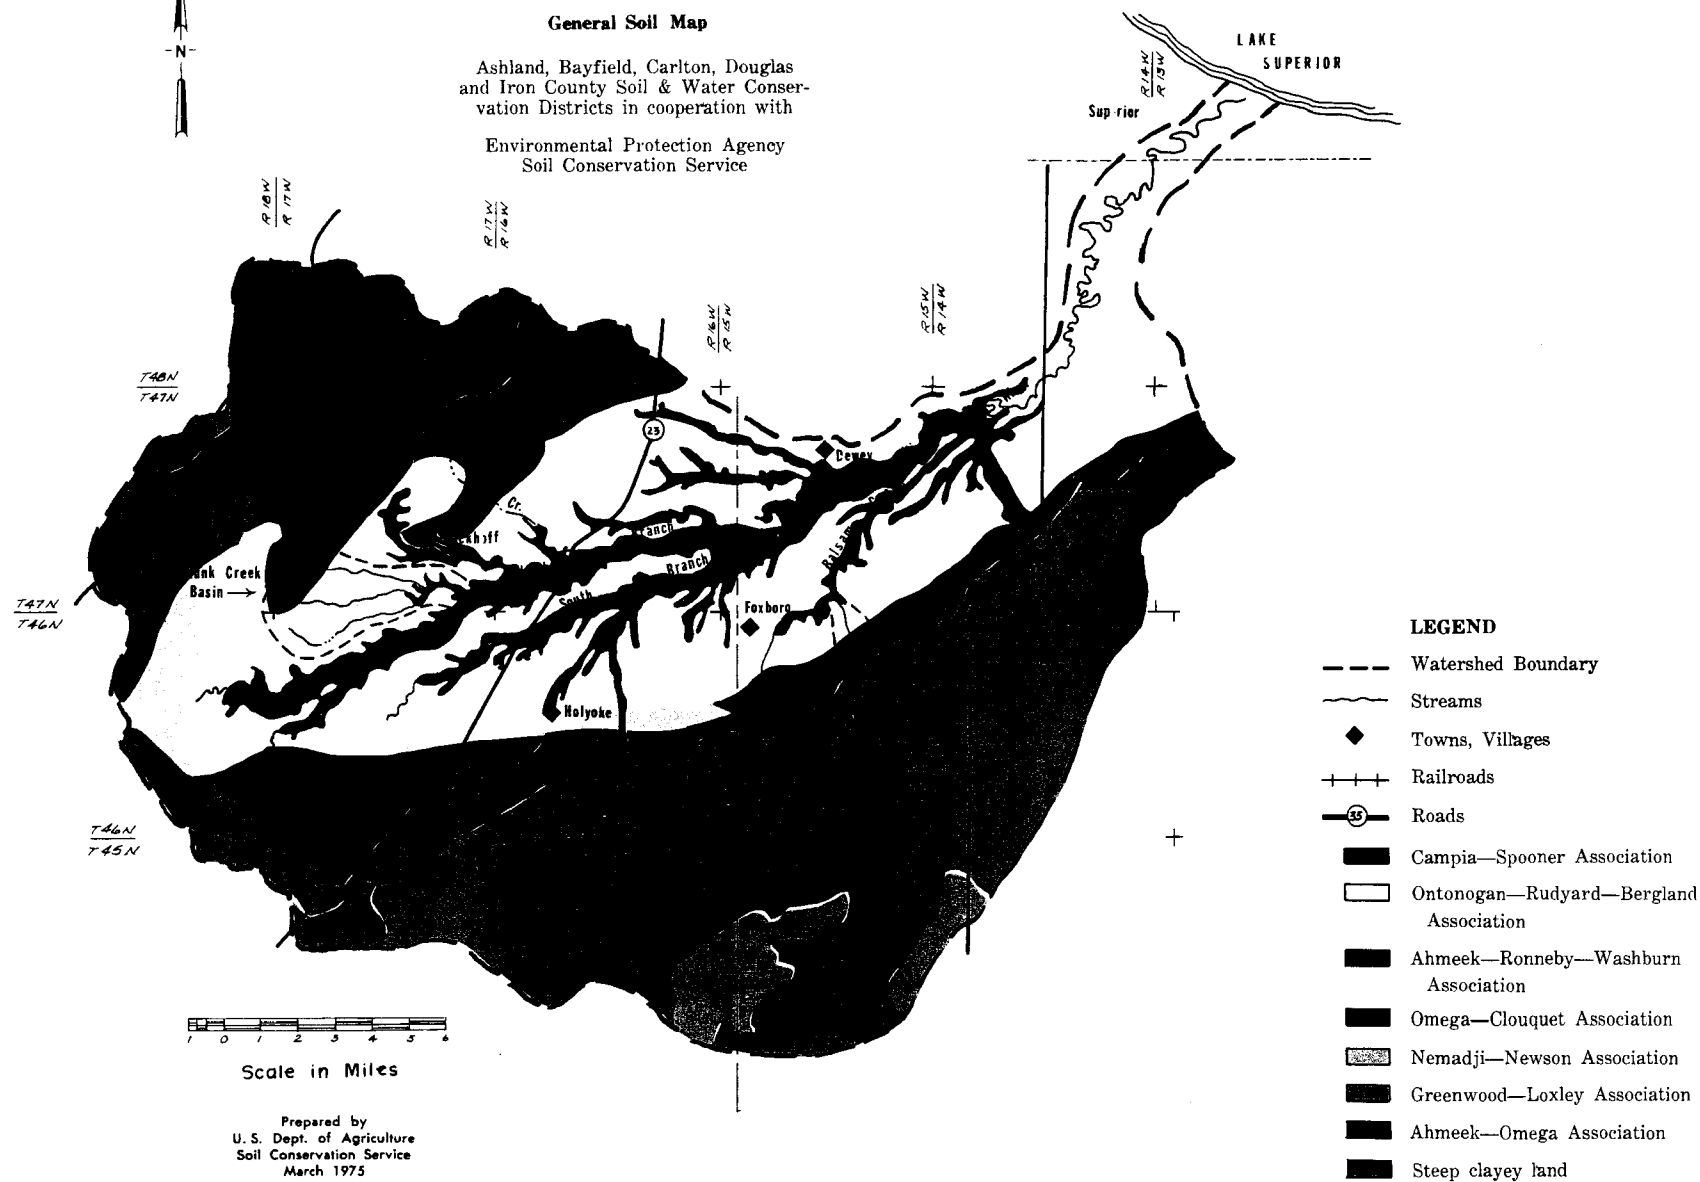 General Soil Map
Ashland, Bayfield, Carlton, Douglas
and Iron County Soil & Water Conser-
vation Districts in cooperation with
Environmental Protection Agency
Soil Conservation Service
-N-
LAKE
SUPERIOR
R14W
R13W
R18W
R17W
R17W
R16W
R16W
R15W
R15W
R14W
T48N
T47N
23
Dewey
Cr.
Branch
Creek
Basin
South
Branch
Balsam
Foxboro
T47N
T46N
Holyoke
T46N
T45N
1 0 1 2 3 4 5 6
Scale in Miles
Prepared by
U. S. Dept. of Agriculture
Soil Conservation Service
March 1975
LEGEND
Watershed Boundary
Streams
Towns, Villages
Railroads
35 Roads
Campia—Spooner Association
Ontonogan—Rudyard—Bergland
Association
Ahmeek—Ronneby—Washburn
Association
Omega—Clouquet Association
Nemadji—Newson Association
Greenwood—Loxley Association
Ahmeek—Omega Association
Steep clayey land